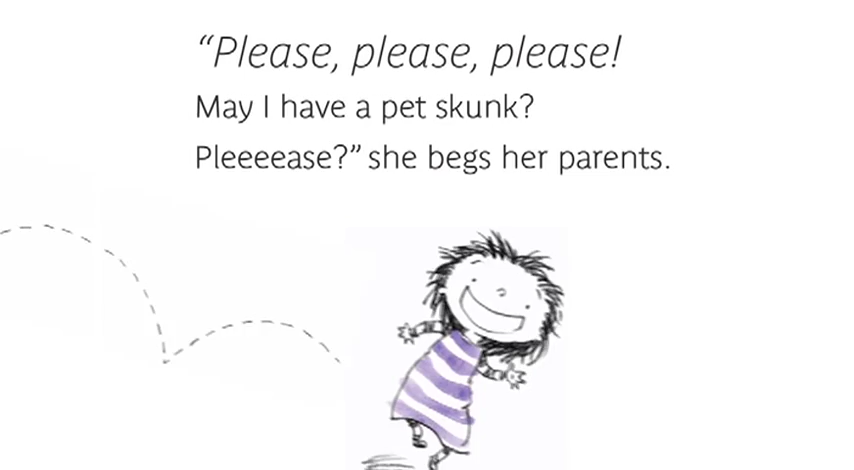 “Please, please, please!
May I have a pet skunk?
Pleeeease?” she begs her parents.